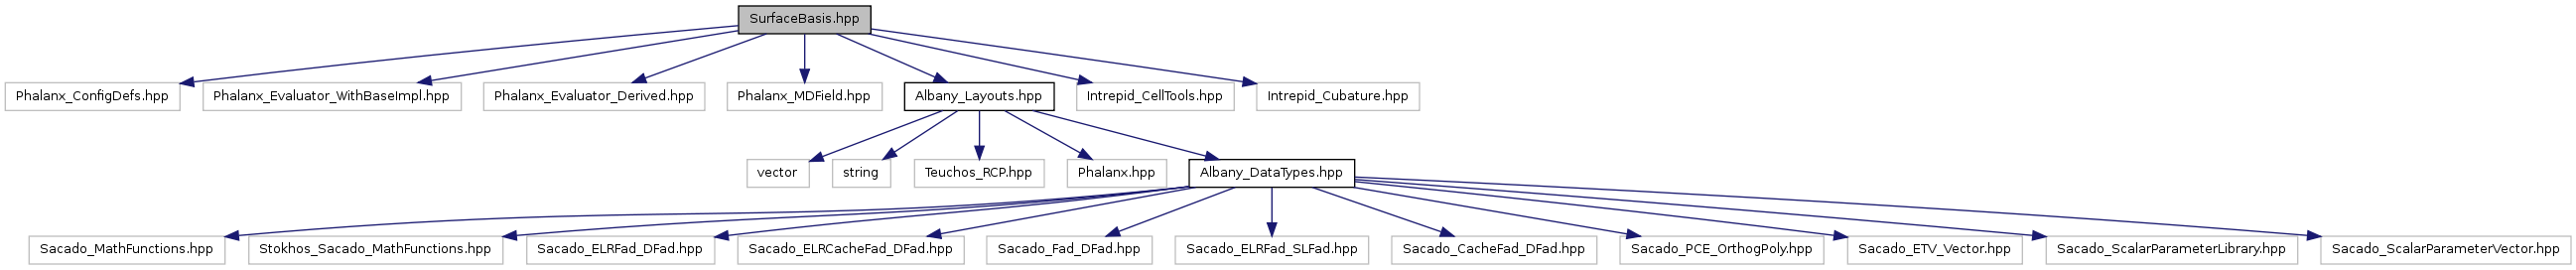 SurfaceBasis.hpp
Phalanx_ConfigDefs.hpp
Phalanx_Evaluator_WithBaseImpl.hpp
Phalanx_Evaluator_Derived.hpp
Phalanx_MDField.hpp
Albany_Layouts.hpp
Intrepid_CellTools.hpp
Intrepid_Cubature.hpp
vector
string
Teuchos_RCP.hpp
Phalanx.hpp
Albany_DataTypes.hpp
Sacado_MathFunctions.hpp
Stokhos_Sacado_MathFunctions.hpp
Sacado_ELRFad_DFad.hpp
Sacado_ELRCacheFad_DFad.hpp
Sacado_Fad_DFad.hpp
Sacado_ELRFad_SLFad.hpp
Sacado_CacheFad_DFad.hpp
Sacado_PCE_OrthogPoly.hpp
Sacado_ETV_Vector.hpp
Sacado_ScalarParameterLibrary.hpp
Sacado_ScalarParameterVector.hpp